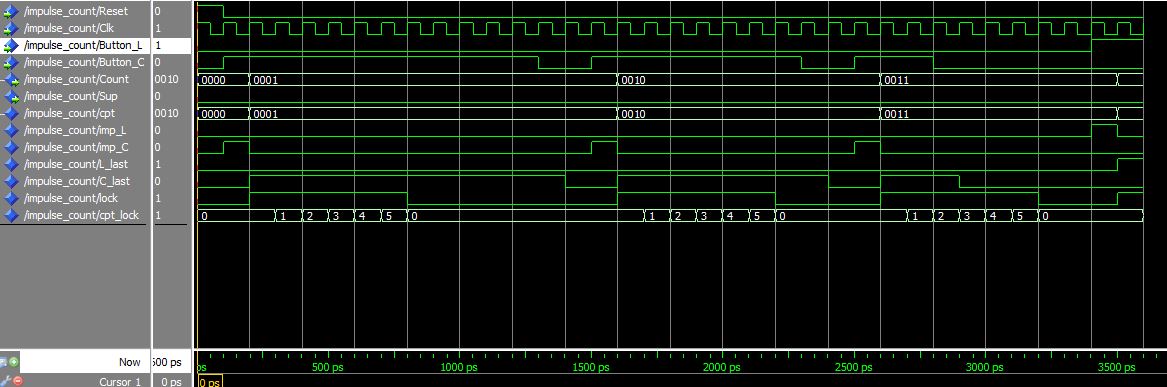 /impulse_count/Reset 0
/impulse_count/Clk 1
/impulse_count/Button_L 1
/impulse_count/Button_C 0
/impulse_count/Count 0010 0000 0001 0010 0011
/impulse_count/Sup 0
/impulse_count/cpt 0010 0000 0001 0010 0011
/impulse_count/imp_L 0
/impulse_count/imp_C 0
/impulse_count/L_last 1
/impulse_count/C_last 0
/impulse_count/lock 1
/impulse_count/cpt_lock 1 0 1 2 3 4 5 0 1 2 3 4 5 0 1 2 3 4 5 0
Now 500 ps ps 500 ps 1000 ps 1500 ps 2000 ps 2500 ps 3000 ps 3500 ps
Cursor 1 0 ps 0 ps